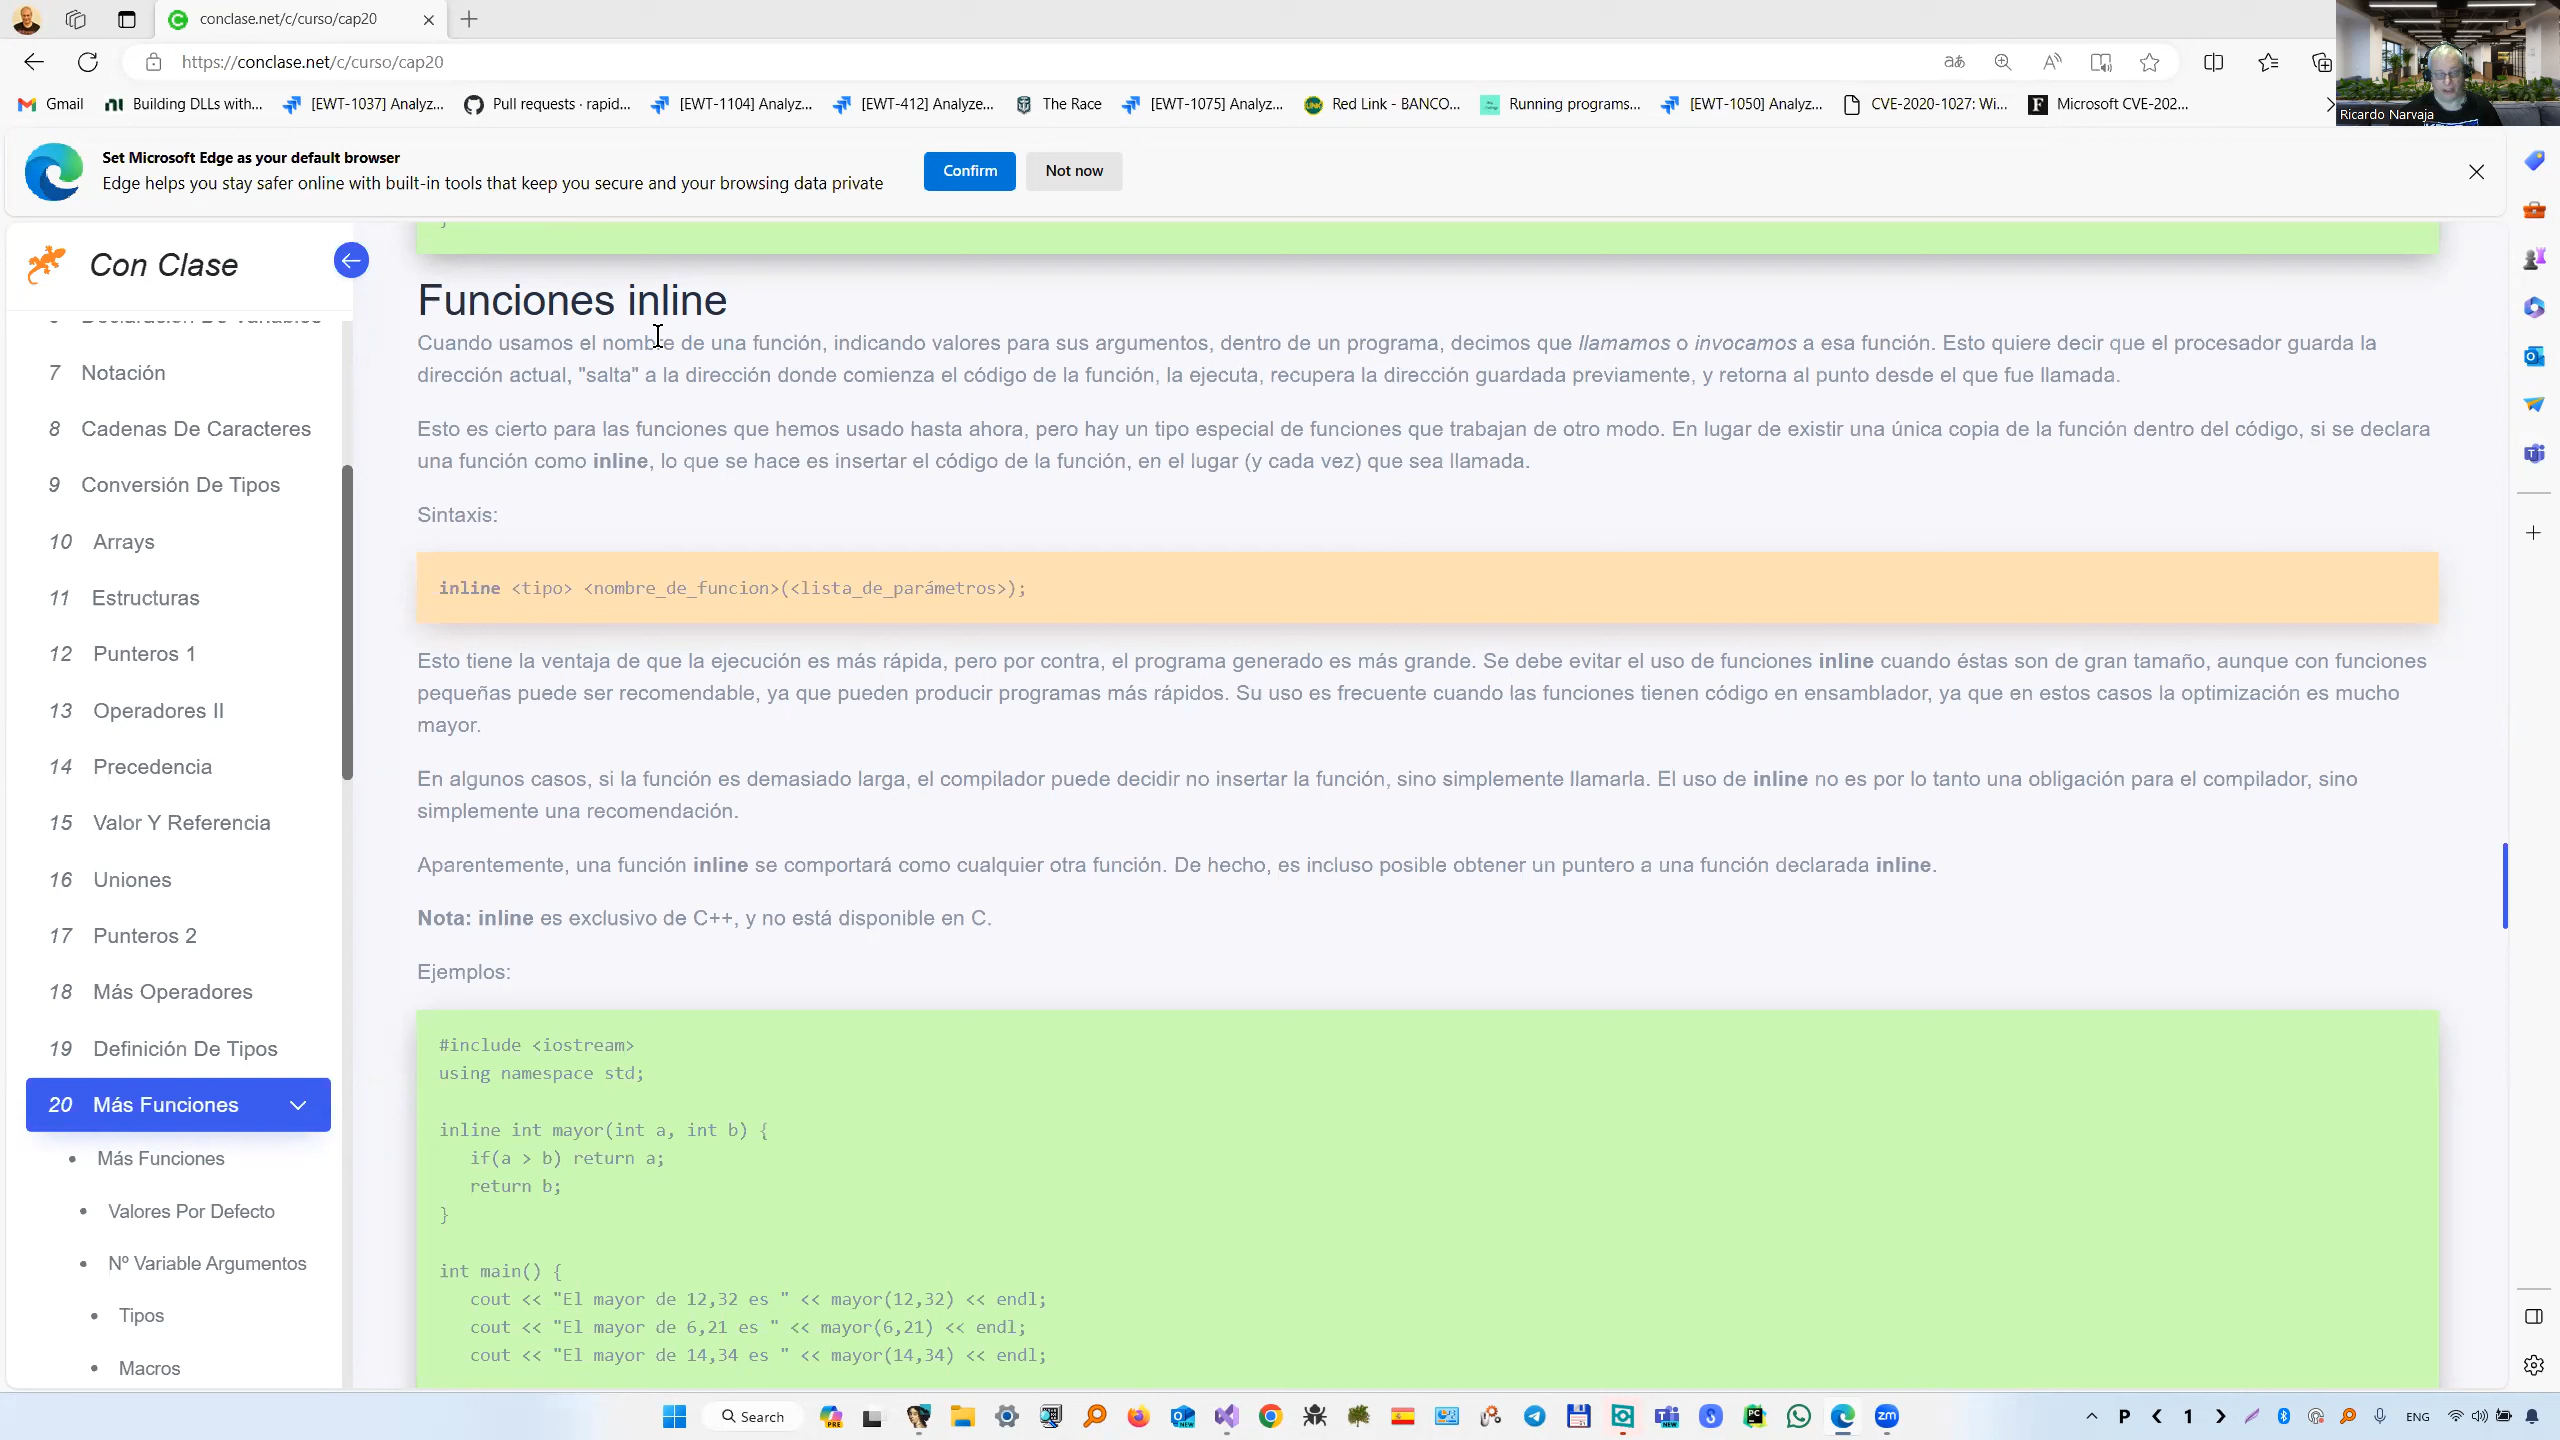 conclase.net/c/curso/cap20
https://conclase.net/c/curso/cap20
Gmail
Building DLLs with...
[EWT-1037] Analyz...
Pull requests · rapid...
[EWT-1104] Analyz...
[EWT-412] Analyze...
The Race
[EWT-1075] Analyz...
Red Link - BANCO...
Running programs...
[EWT-1050] Analyz...
CVE-2020-1027: Wi...
Microsoft CVE-202...
Ricardo Narvaja
Set Microsoft Edge as your default browser
Edge helps you stay safer online with built-in tools that keep you secure and your browsing data private
Confirm
Not now
Con Clase
7 Notación
8 Cadenas De Caracteres
9 Conversión De Tipos
10 Arrays
11 Estructuras
12 Punteros 1
13 Operadores II
14 Precedencia
15 Valor Y Referencia
16 Uniones
17 Punteros 2
18 Más Operadores
19 Definición De Tipos
20 Más Funciones
Más Funciones
Valores Por Defecto
Nº Variable Argumentos
Tipos
Macros
}
Funciones inline
Cuando usamos el nombre de una función, indicando valores para sus argumentos, dentro de un programa, decimos que llamamos o invocamos a esa función. Esto quiere decir que el procesador guarda la
dirección actual, "salta" a la dirección donde comienza el código de la función, la ejecuta, recupera la dirección guardada previamente, y retorna al punto desde el que fue llamada.
Esto es cierto para las funciones que hemos usado hasta ahora, pero hay un tipo especial de funciones que trabajan de otro modo. En lugar de existir una única copia de la función dentro del código, si se declara
una función como inline, lo que se hace es insertar el código de la función, en el lugar (y cada vez) que sea llamada.
Sintaxis:
inline <tipo> <nombre_de_funcion>(<lista_de_parámetros>);
Esto tiene la ventaja de que la ejecución es más rápida, pero por contra, el programa generado es más grande. Se debe evitar el uso de funciones inline cuando éstas son de gran tamaño, aunque con funciones
pequeñas puede ser recomendable, ya que pueden producir programas más rápidos. Su uso es frecuente cuando las funciones tienen código en ensamblador, ya que en estos casos la optimización es mucho
mayor.
En algunos casos, si la función es demasiado larga, el compilador puede decidir no insertar la función, sino simplemente llamarla. El uso de inline no es por lo tanto una obligación para el compilador, sino
simplemente una recomendación.
Aparentemente, una función inline se comportará como cualquier otra función. De hecho, es incluso posible obtener un puntero a una función declarada inline.
Nota: inline es exclusivo de C++, y no está disponible en C.
Ejemplos:
#include <iostream>
using namespace std;
inline int mayor(int a, int b) {
if(a > b) return a;
return b;
}
int main() {
cout << "El mayor de 12,32 es " << mayor(12,32) << endl;
cout << "El mayor de 6,21 es " << mayor(6,21) << endl;
cout << "El mayor de 14,34 es " << mayor(14,34) << endl;
Search
P
1
ENG